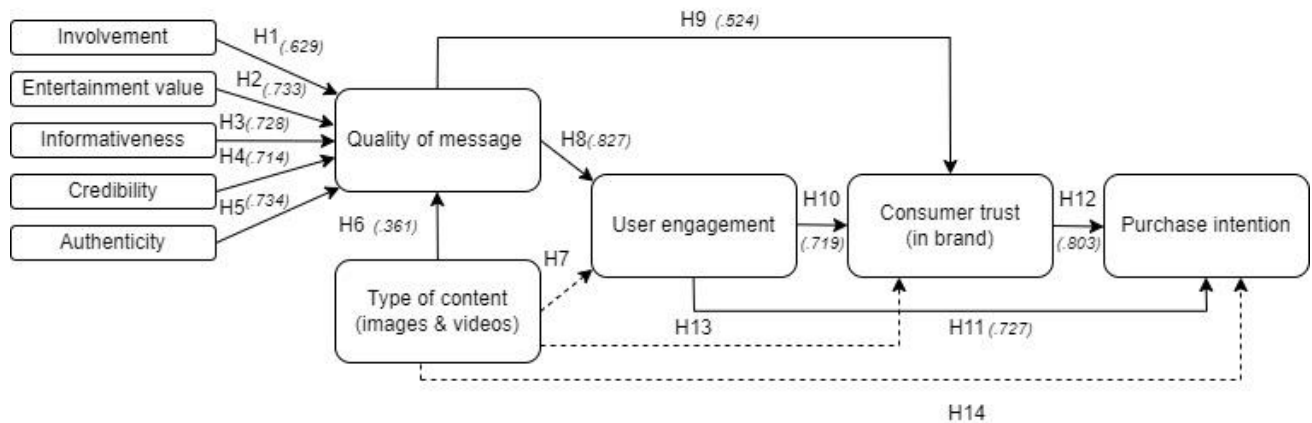 Involvement
Entertainment value
Informativeness
Credibility
Authenticity
H1 (.629)
H2 (.733)
H3 (.728)
H4 (.714)
H5 (.734)
Quality of message
H9 (.524)
H8 (.827)
H6 (.361)
Type of content
(images & videos)
H7
User engagement
H10
(.719)
Consumer trust
(in brand)
H12
(.803)
Purchase intention
H13
H11 (.727)
H14